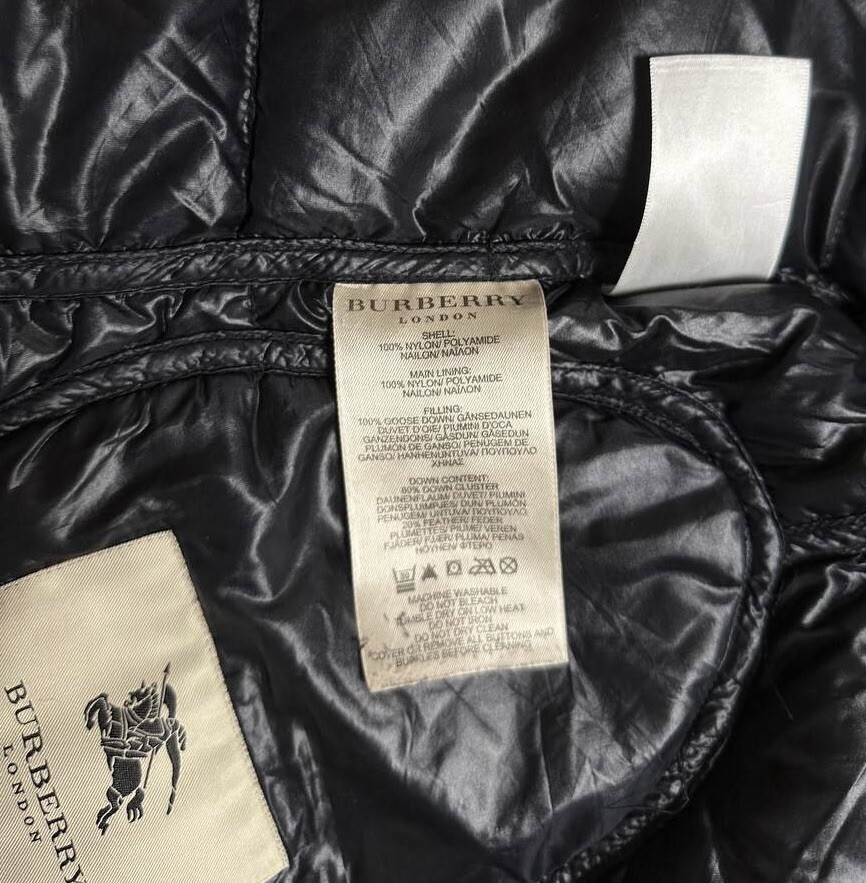 BURBERRY
LONDON
SHELL:
100% NYLON/ POLYAMIDE
NAILON/ ΝΑΪΛΟΝ
MAIN LINING:
100% NYLON/ POLYAMIDE
NAILON/ ΝΑΪΛΟΝ
FILLING:
100% GOOSE DOWN/ GÄNSEDAUNEN
DUVET D'OIE/ PIUMINI D'OCA
GANZENDONS/ GÅSDUN/ GÅSEDUN
PLUMÓN DE GANSO/ PENUGEM DE
GANSO/ HANHENUNTUVA/ ΠΟΥΠΟΥΛΟ
ΧΗΝΑΣ
DOWN CONTENT:
80% DOWN CLUSTER
DAUNENFLAUM/ DUVET/ PIUMINI
DONSPLUIMPJES/ DUN/ PLUMÓN
PENUGEM UNTUVA/ ΠΟΥΠΟΥΛΟ
20% FEATHER/ FEDER
PLUMETTES/ PIUME/ VEREN
FJÄDER/ FJÆR/ PLUMA/ PENAS
HÖYHEN/ ΦΤΕΡΟ
30
MACHINE WASHABLE
DO NOT BLEACH
TUMBLE DRY ON LOW HEAT
DO NOT IRON
DO NOT DRY CLEAN
COVER OR REMOVE ALL BUTTONS AND
BUCKLES BEFORE CLEANING
BURBERRY
LONDON